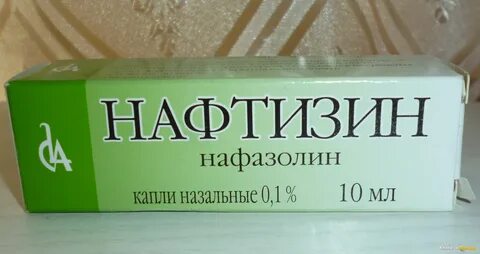 НАФТИЗИН
нафазолин
капли назальные 0,1% 10 мл